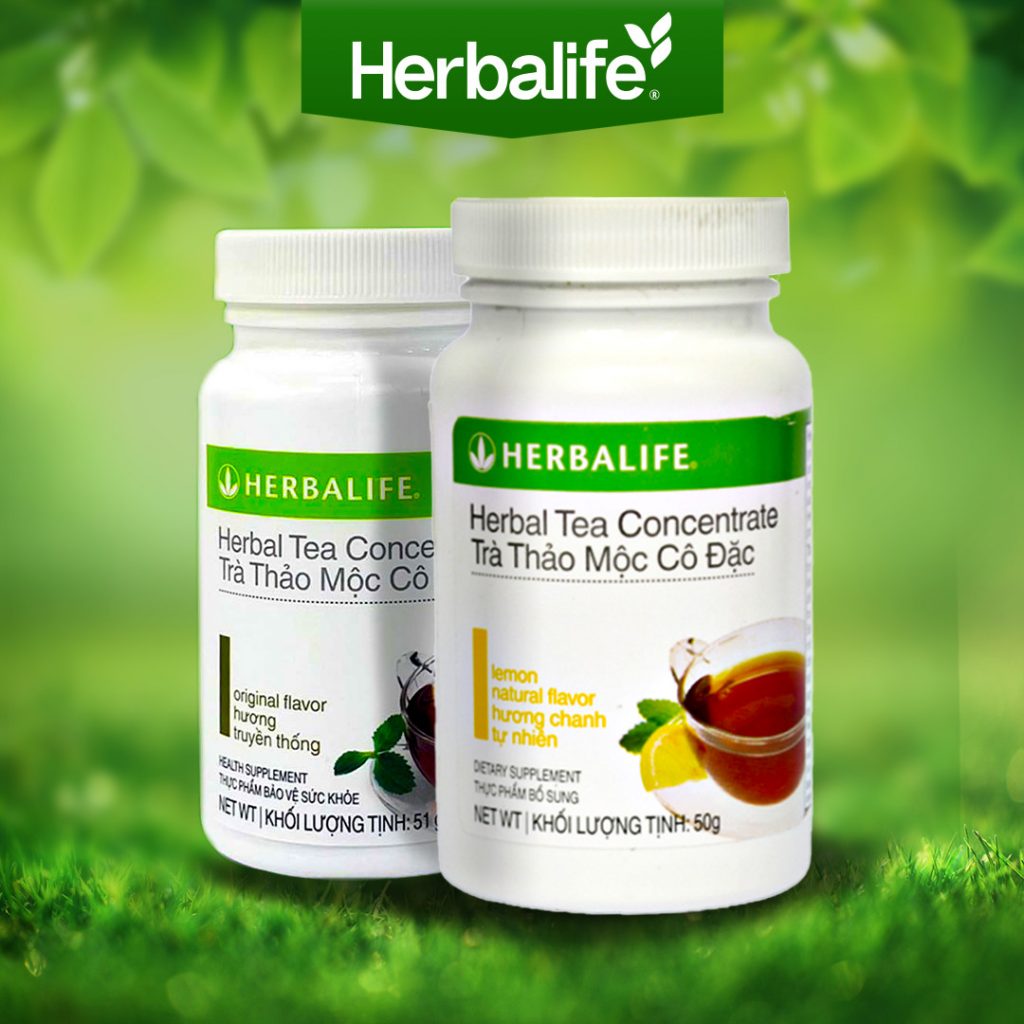 Herbalife®
HERBALIFE®
Herbal Tea Conce
Trà Thảo Mộc Cô
original flavor
hương
truyền thống
HEALTH SUPPLEMENT
THỰC PHẨM BẢO VỆ SỨC KHỎE
NET WT | KHỐI LƯỢNG TỊNH: 51g
HERBALIFE®
Herbal Tea Concentrate
Trà Thảo Mộc Cô Đặc
lemon
natural flavor
hương chanh
tự nhiên
DIETARY SUPPLEMENT
THỰC PHẨM BỔ SUNG
NET WT | KHỐI LƯỢNG TỊNH: 50g